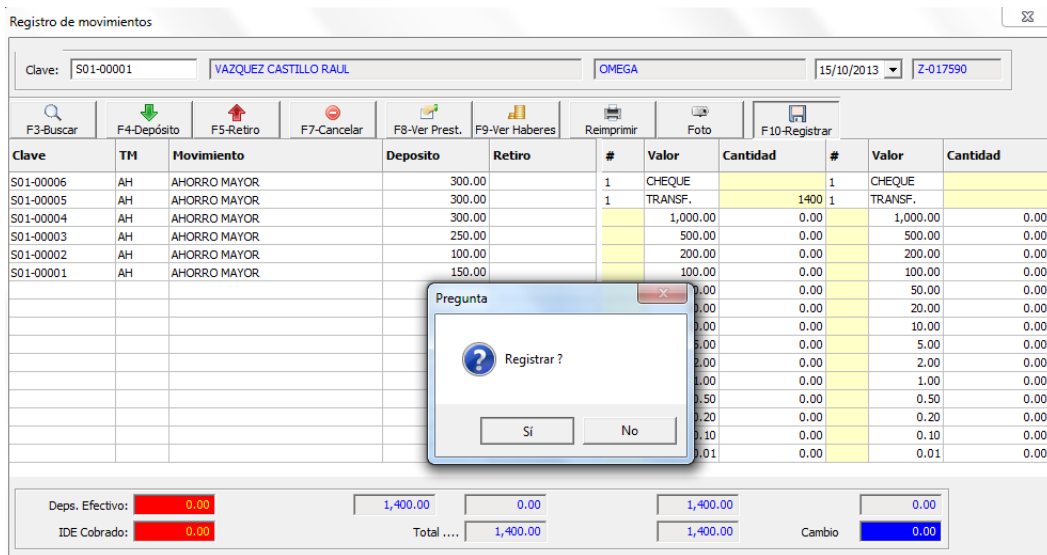 Registro de movimientos
Clave: S01-00001 VAZQUEZ CASTILLO RAUL OMEGA 15/10/2013 Z-017590
F3-Buscar F4-Depósito F5-Retiro F7-Cancelar F8-Ver Prest. F9-Ver Haberes Reimprimir Foto F10-Registrar
Clave TM Movimiento Deposito Retiro # Valor Cantidad # Valor Cantidad
S01-00006 AH AHORRO MAYOR 300.00 1 CHEQUE 1 CHEQUE
S01-00005 AH AHORRO MAYOR 300.00 1 TRANSF. 1400 1 TRANSF.
S01-00004 AH AHORRO MAYOR 300.00 1,000.00 0.00 1,000.00 0.00
S01-00003 AH AHORRO MAYOR 250.00 500.00 0.00 500.00 0.00
S01-00002 AH AHORRO MAYOR 100.00 200.00 0.00 200.00 0.00
S01-00001 AH AHORRO MAYOR 150.00 100.00 0.00 100.00 0.00
0.00 50.00 0.00
0.00 20.00 0.00
0.00 10.00 0.00
0.00 5.00 0.00
0.00 2.00 0.00
0.00 1.00 0.00
0.00 0.50 0.00
0.00 0.20 0.00
0.00 0.10 0.00
0.00 0.01 0.00
Pregunta
Registrar ?
Sí No
Deps. Efectivo: 0.00 1,400.00 0.00 1,400.00 0.00
IDE Cobrado: 0.00 Total .... 1,400.00 1,400.00 Cambio 0.00